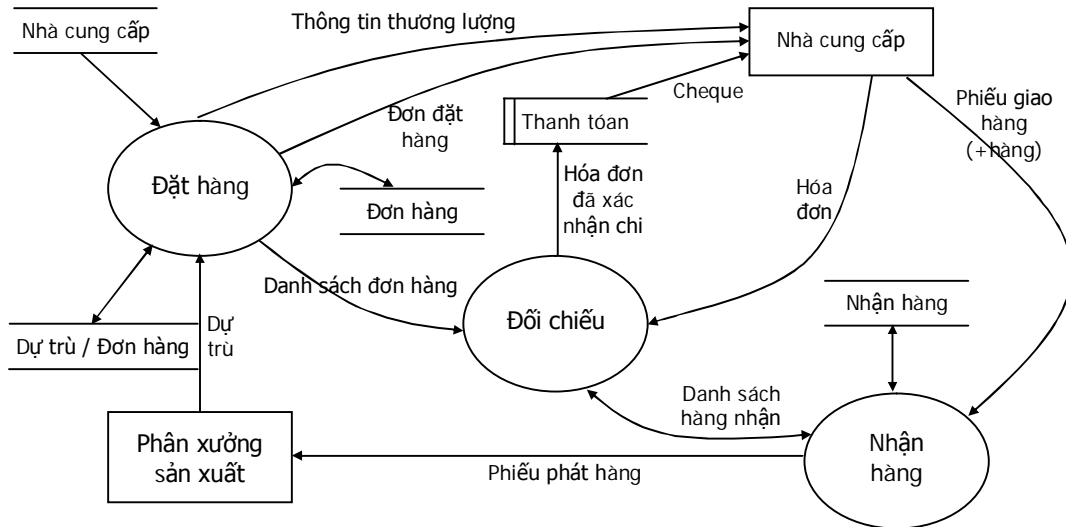 Thông tin thương lượng
Nhà cung cấp
Nhà cung cấp
Cheque
Phiếu giao
hàng
(+hàng)
Đơn đặt
hàng
Thanh tóan
Đặt hàng
Đơn hàng
Hóa đơn
đã xác
nhận chi
Hóa
đơn
Danh sách đơn hàng
Đối chiếu
Nhận hàng
Dự
trù
Dự trù / Đơn hàng
Danh sách
hàng nhận
Phân xưởng
sản xuất
Phiếu phát hàng
Nhận
hàng